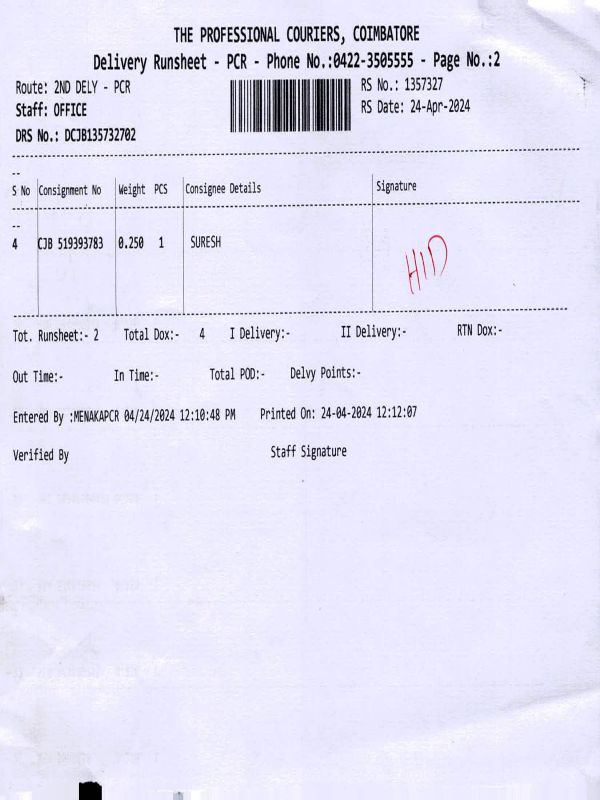 THE PROFESSIONAL COURIERS, COIMBATORE
Delivery Runsheet - PCR - Phone No.:0422-3505555 - Page No.:2
Route: 2ND DELY - PCR RS No.: 1357327
Staff: OFFICE RS Date: 24-Apr-2024
DRS No.: DCJB135732702
--
S No Consignment No Weight PCS Consignee Details Signature
--
4 CJB 519393783 0.250 1 SURESH
HID
Tot. Runsheet:- 2 Total Dox:- 4 I Delivery:- II Delivery:- RTN Dox:-
Out Time:- In Time:- Total POD:- Delvy Points:-
Entered By :MENAKAPCR 04/24/2024 12:10:48 PM Printed On: 24-04-2024 12:12:07
Verified By Staff Signature